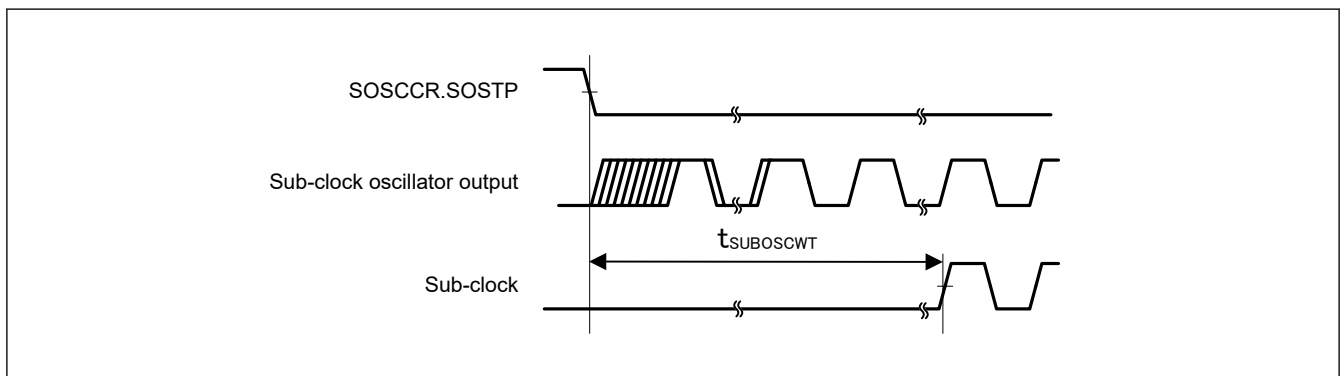 SOSCCR.SOSTP
Sub-clock oscillator output
tSUBOSCWT
Sub-clock